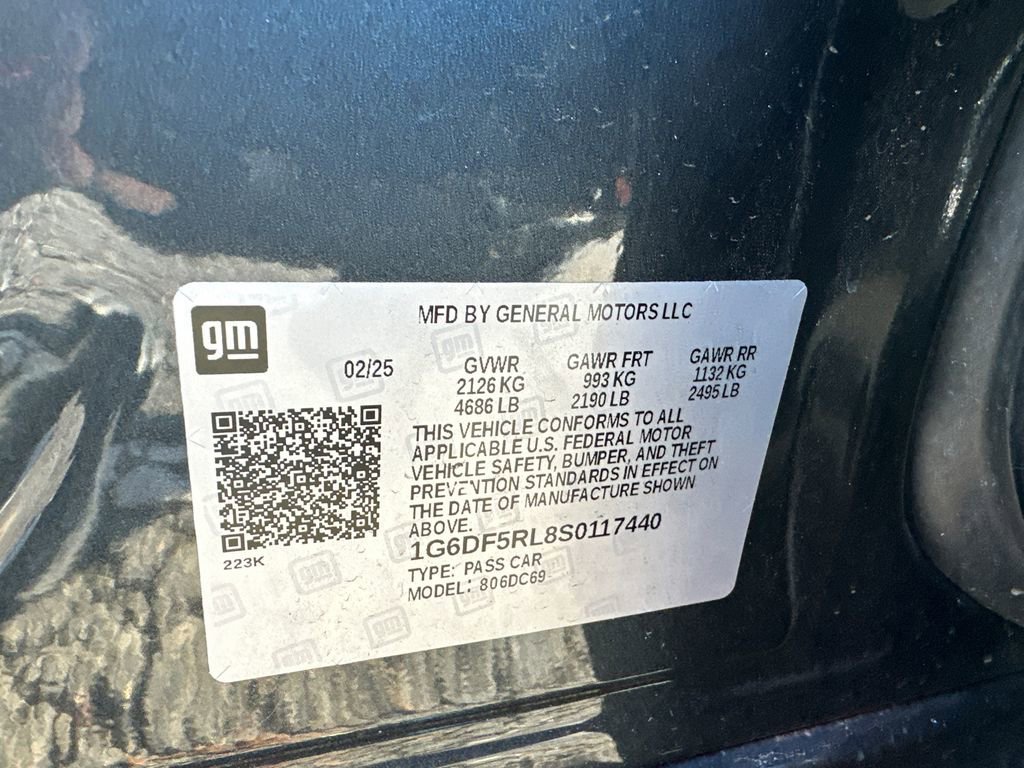 gm
MFD BY GENERAL MOTORS LLC
02/25
GVWR
2126 KG
4686 LB
GAWR FRT
993 KG
2190 LB
GAWR RR
1132 KG
2495 LB
THIS VEHICLE CONFORMS TO ALL
APPLICABLE U.S. FEDERAL MOTOR
VEHICLE SAFETY, BUMPER, AND THEFT
PREVENTION STANDARDS IN EFFECT ON
THE DATE OF MANUFACTURE SHOWN
ABOVE.
1G6DF5RL8S0117440
TYPE: PASS CAR
MODEL: 806DC69
223K